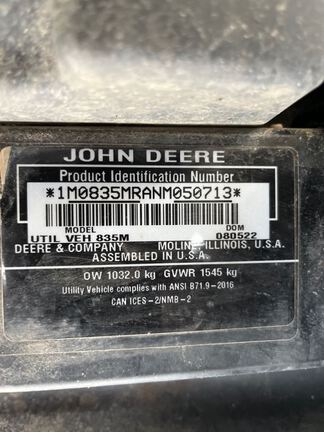 JOHN DEERE
Product Identification Number
*1M0835MRANM050713*
MODEL DOM
UTIL VEH 835M 080522
DEERE & COMPANY MOLINE, ILLINOIS, U.S.A.
ASSEMBLED IN U.S.A.
OW 1032.0 kg GVWR 1545 kg
Utility Vehicle complies with ANSI B71.9-2016
CAN ICES-2/NMB-2